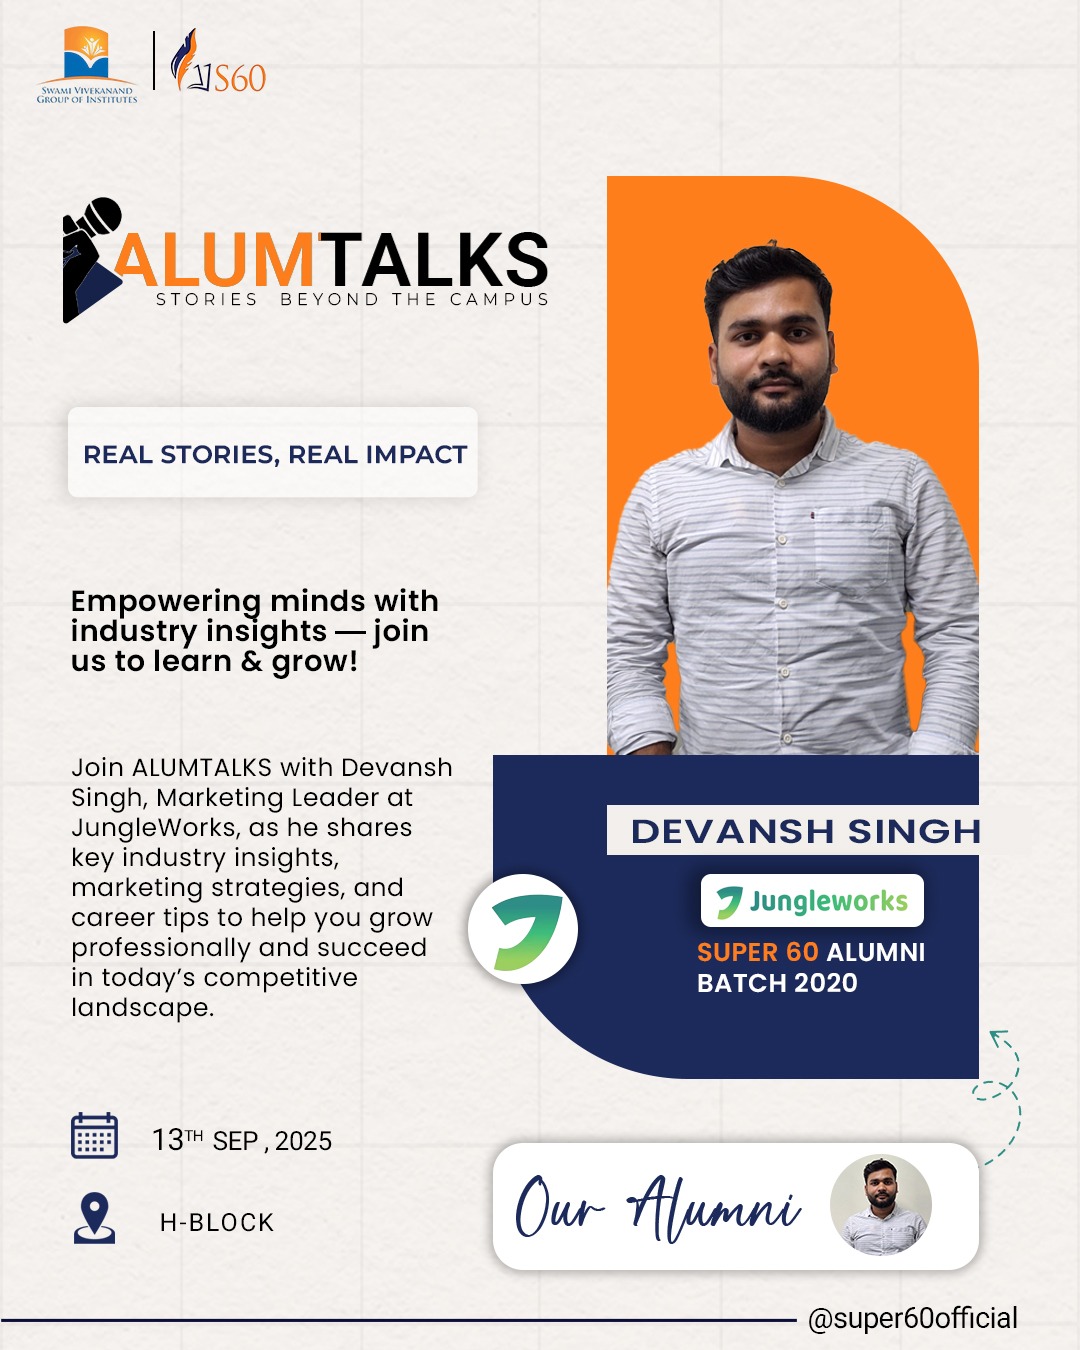 SWAMI VIVEKANAND
GROUP OF INSTITUTES
S60
ALUMTALKS
STORIES BEYOND THE CAMPUS
REAL STORIES, REAL IMPACT
Empowering minds with
industry insights — join
us to learn & grow!
Join ALUMTALKS with Devansh
Singh, Marketing Leader at
JungleWorks, as he shares
key industry insights,
marketing strategies, and
career tips to help you grow
professionally and succeed
in today's competitive
landscape.
DEVANSH SINGH
Jungleworks
SUPER 60 ALUMNI
BATCH 2020
13TH SEP , 2025
H-BLOCK
Our Alumni
@super60official